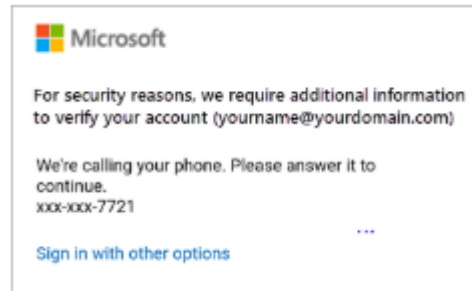 Microsoft
For security reasons, we require additional information
to verify your account (yourname@yourdomain.com)
We're calling your phone. Please answer it to
continue.
xxx-xxx-7721
...
Sign in with other options